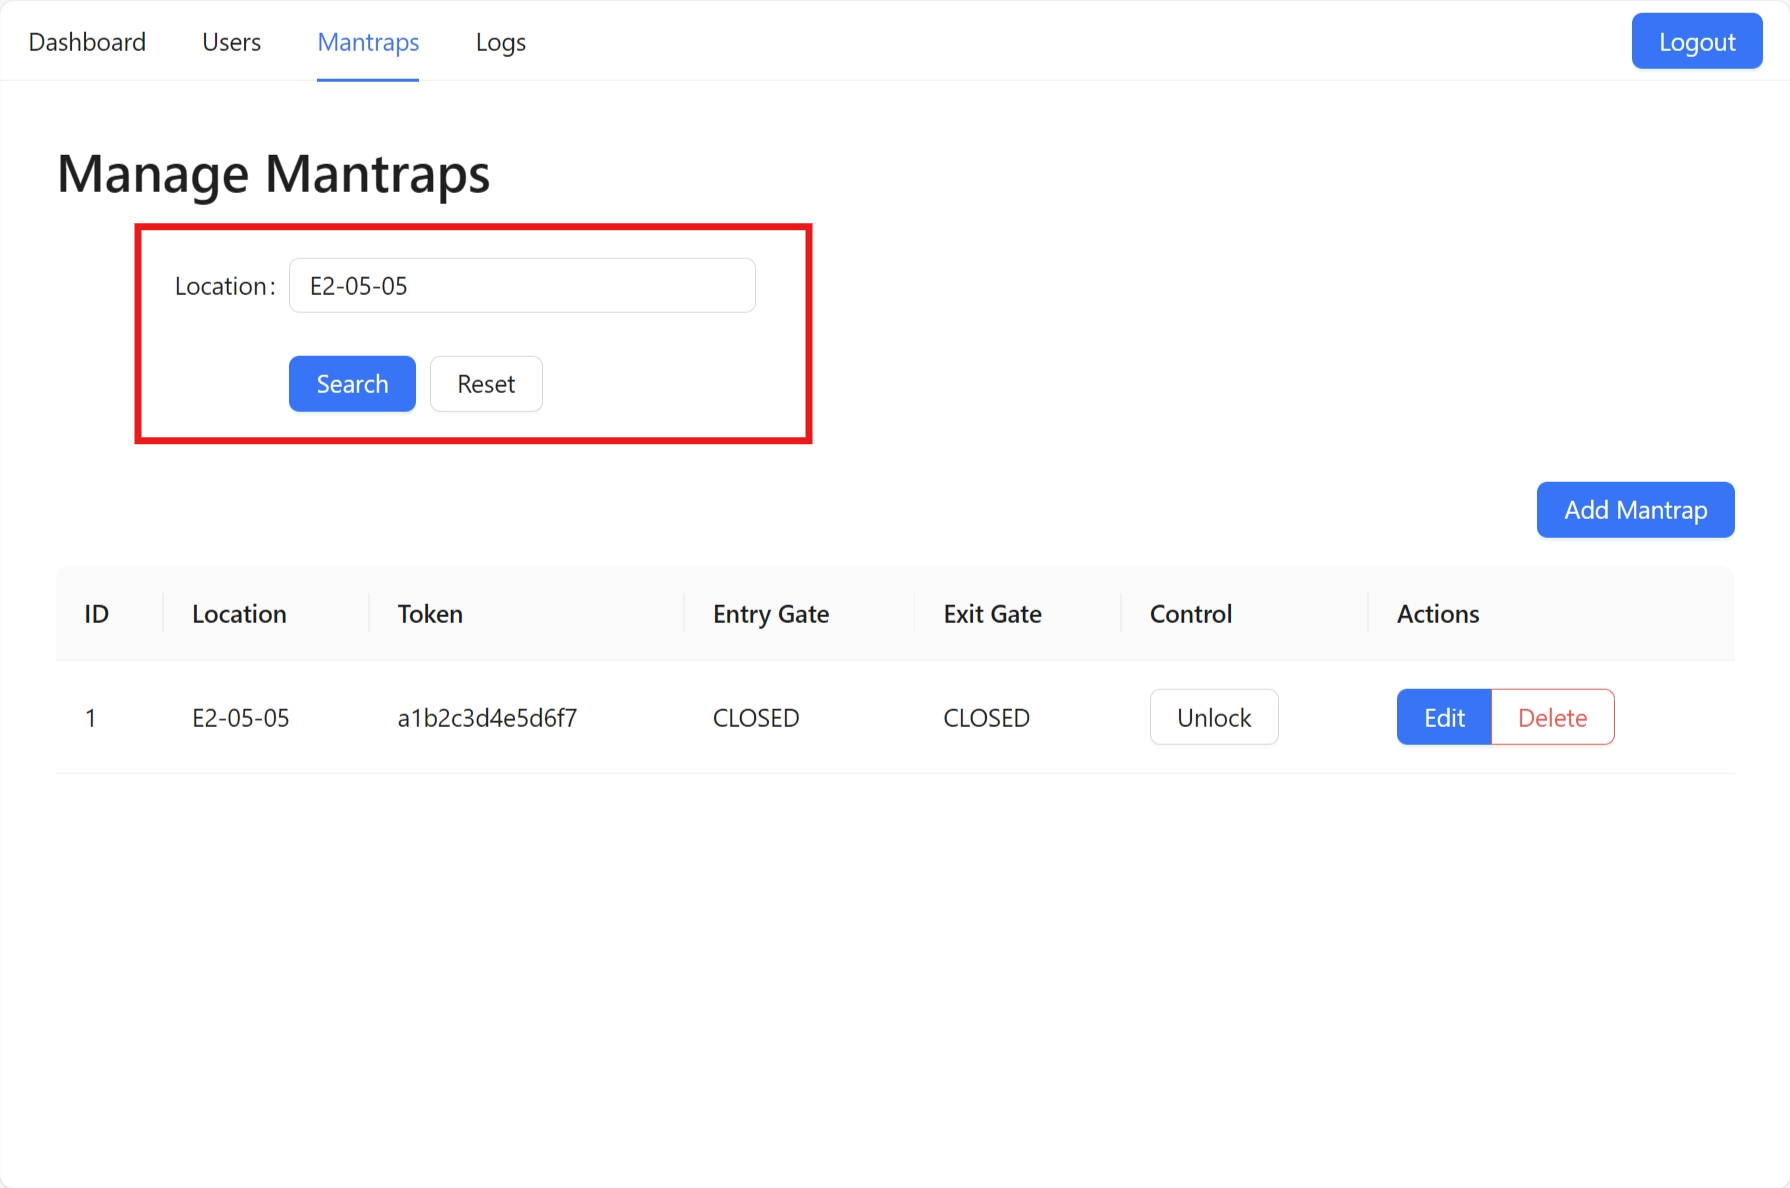 Dashboard Users Mantraps Logs Logout
Manage Mantraps
Location: E2-05-05
Search Reset
Add Mantrap
ID Location Token Entry Gate Exit Gate Control Actions
1 E2-05-05 a1b2c3d4e5d6f7 CLOSED CLOSED Unlock Edit Delete